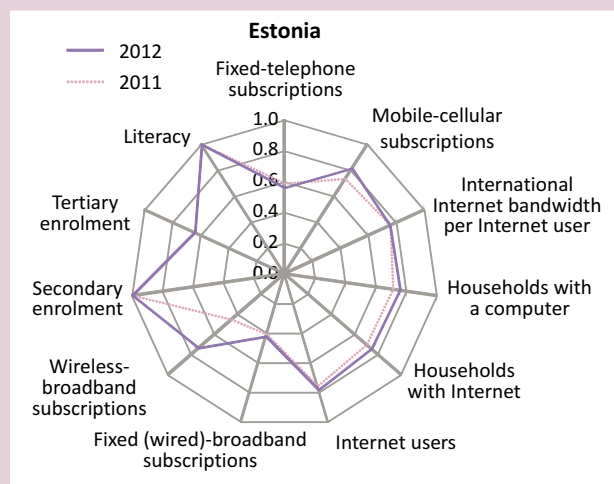 Estonia
2012
2011
Fixed-telephone
subscriptions
Mobile-cellular
subscriptions
International
Internet bandwidth
per Internet user
Households with
a computer
Households
with Internet
Internet users
Fixed (wired)-broadband
subscriptions
Wireless-
broadband
subscriptions
Secondary
enrolment
Tertiary
enrolment
Literacy
1.0
0.8
0.6
0.4
0.2
0.0